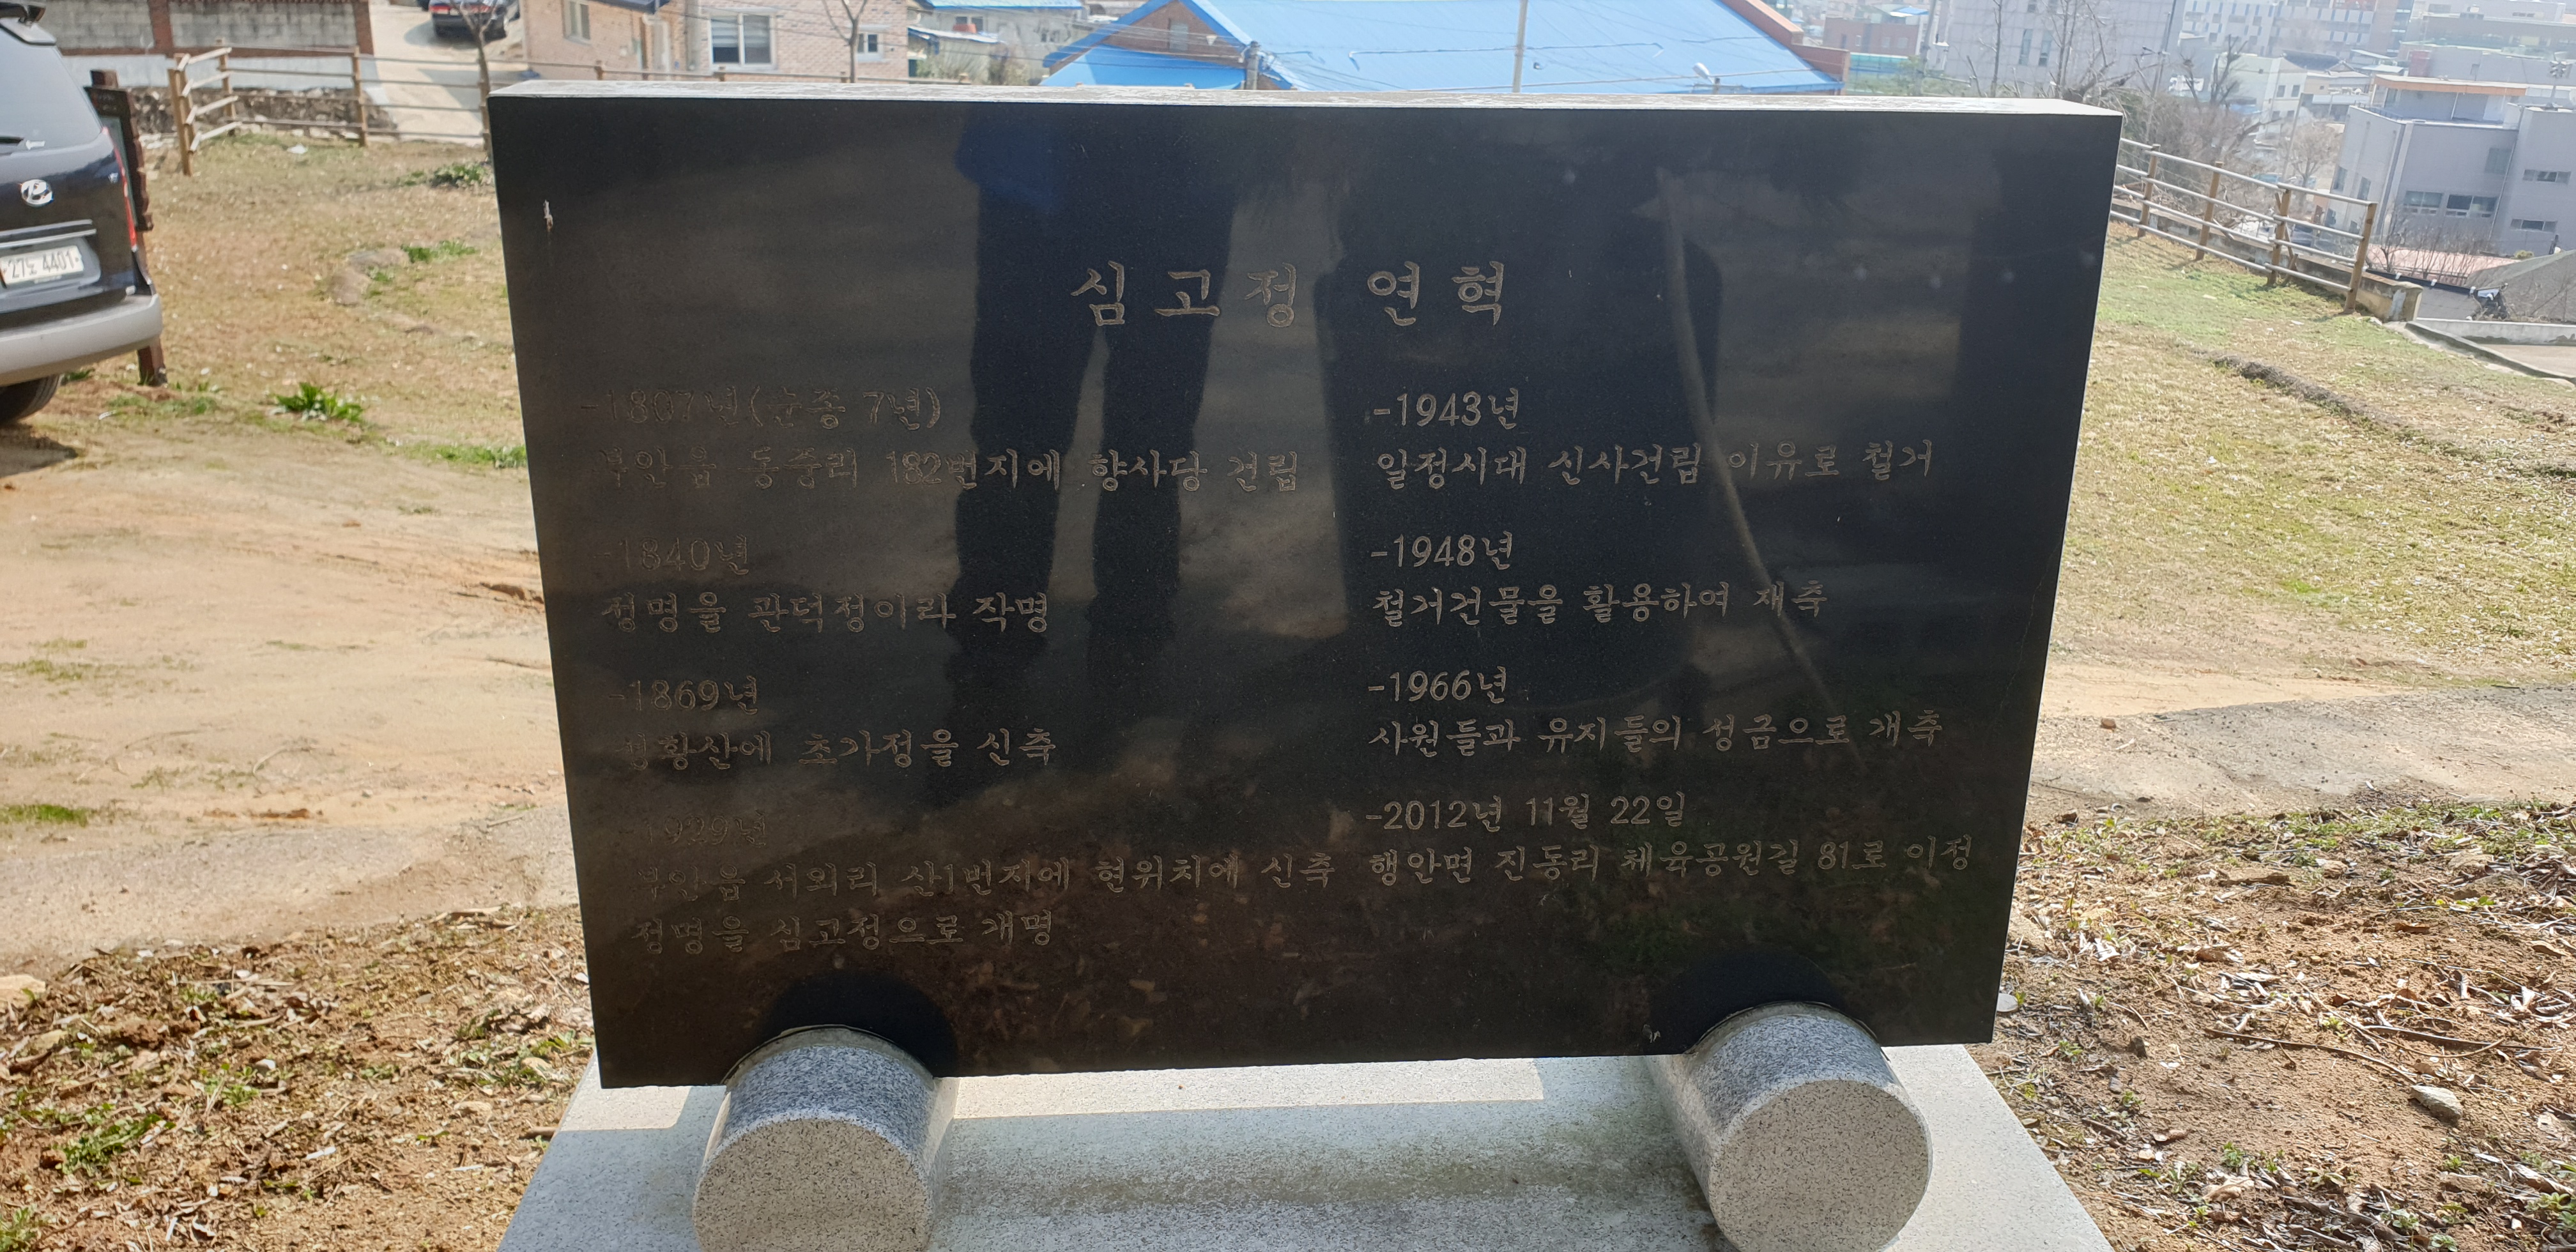 심고정 연혁
-1807년(순종 7년)
부안읍 동중리 182번지에 향사당 건립
-1840년
정명을 관덕정이라 작명
-1869년
성황산에 초가정을 신축
-1929년
부안읍 서외리 산1번지에 현위치에 신축
정명을 심고정으로 개명
-1943년
일정시대 신사건립 이유로 철거
-1948년
철거건물을 활용하여 재축
-1966년
사원들과 유지들의 성금으로 개축
-2012년 11월 22일
행안면 진동리 체육공원길 81로 이정
27노 4401